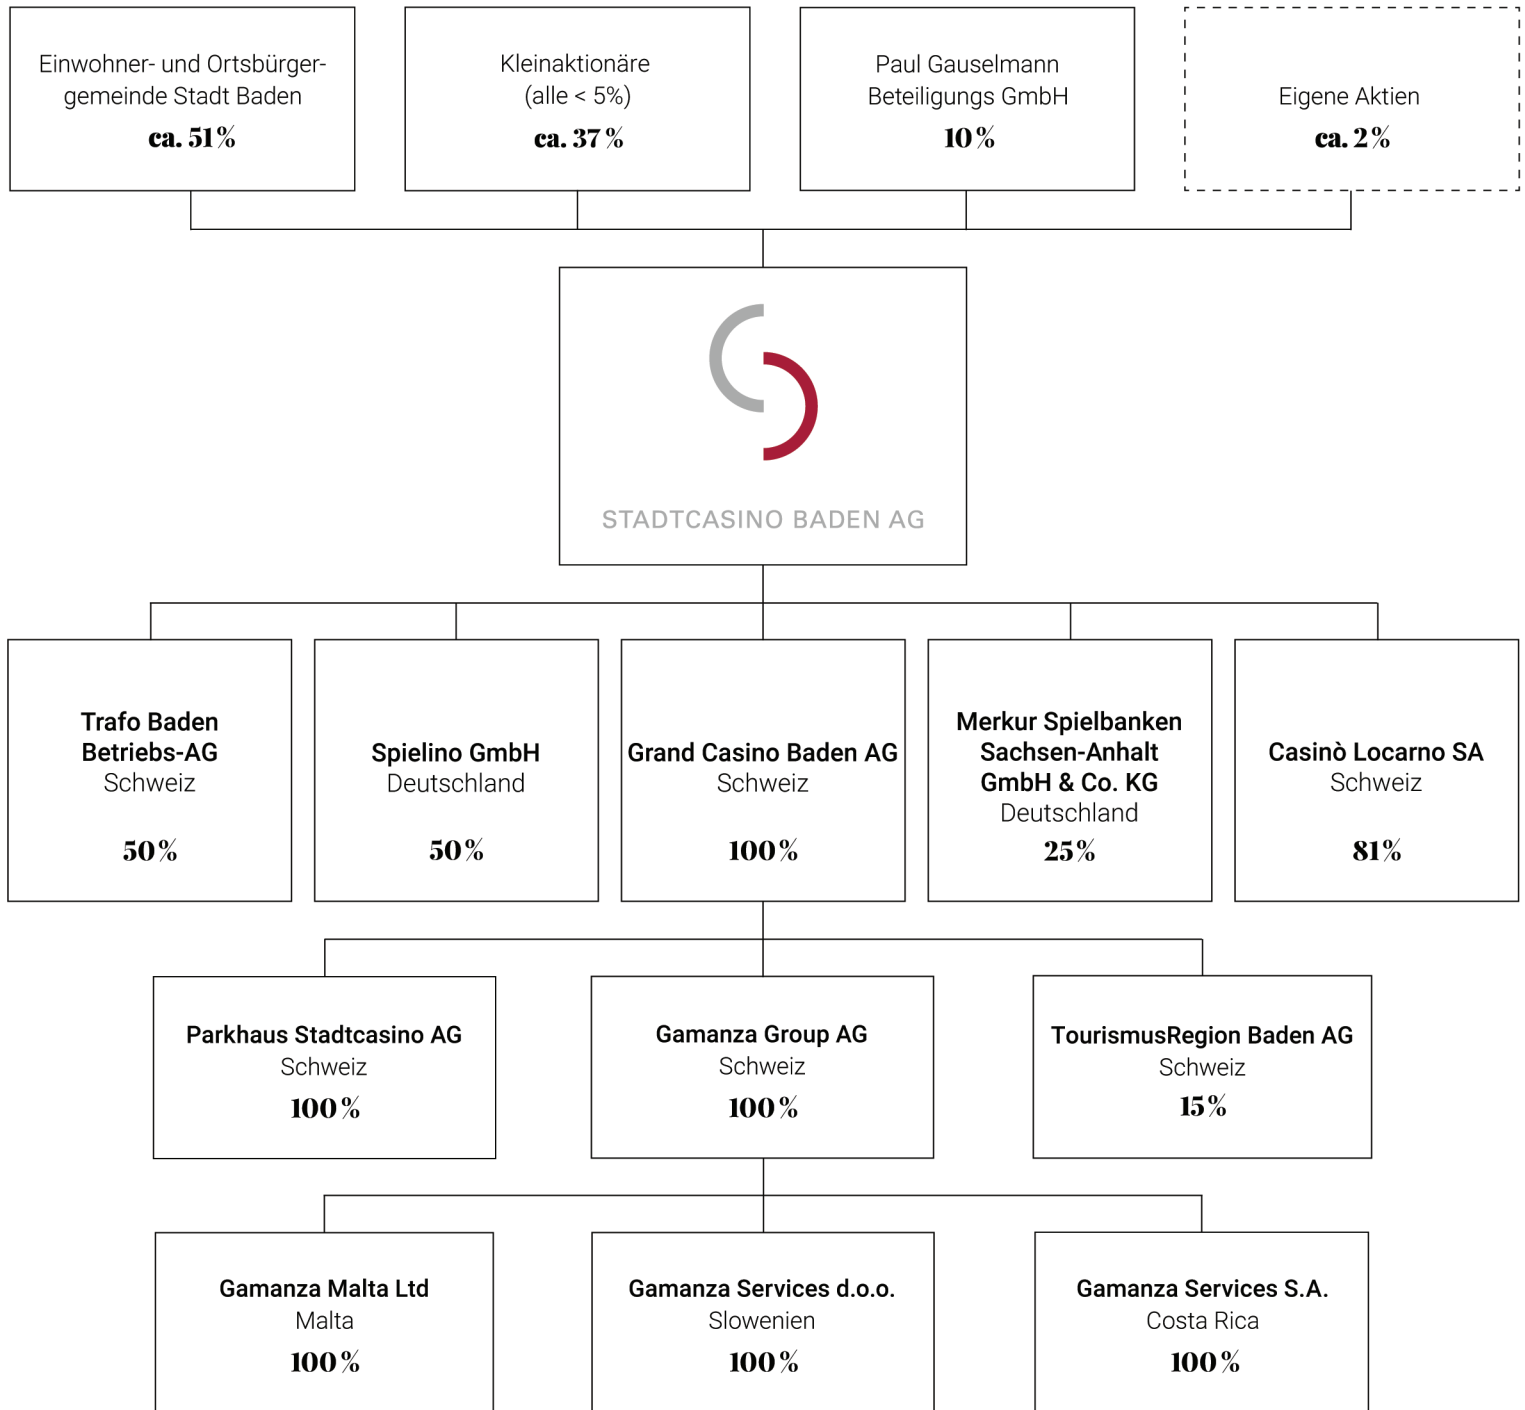 Einwohner- und Ortsbürger-
gemeinde Stadt Baden
ca. 51%
Kleinaktionäre
(alle < 5%)
ca. 37%
Paul Gauselmann
Beteiligungs GmbH
10%
Eigene Aktien
ca. 2%
STADTCASINO BADEN AG
Trafo Baden
Betriebs-AG
Schweiz
50%
Spielino GmbH
Deutschland
50%
Grand Casino Baden AG
Schweiz
100%
Merkur Spielbanken
Sachsen-Anhalt
GmbH & Co. KG
Deutschland
25%
Casinò Locarno SA
Schweiz
81%
Parkhaus Stadtcasino AG
Schweiz
100%
Gamanza Group AG
Schweiz
100%
TourismusRegion Baden AG
Schweiz
15%
Gamanza Malta Ltd
Malta
100%
Gamanza Services d.o.o.
Slowenien
100%
Gamanza Services S.A.
Costa Rica
100%